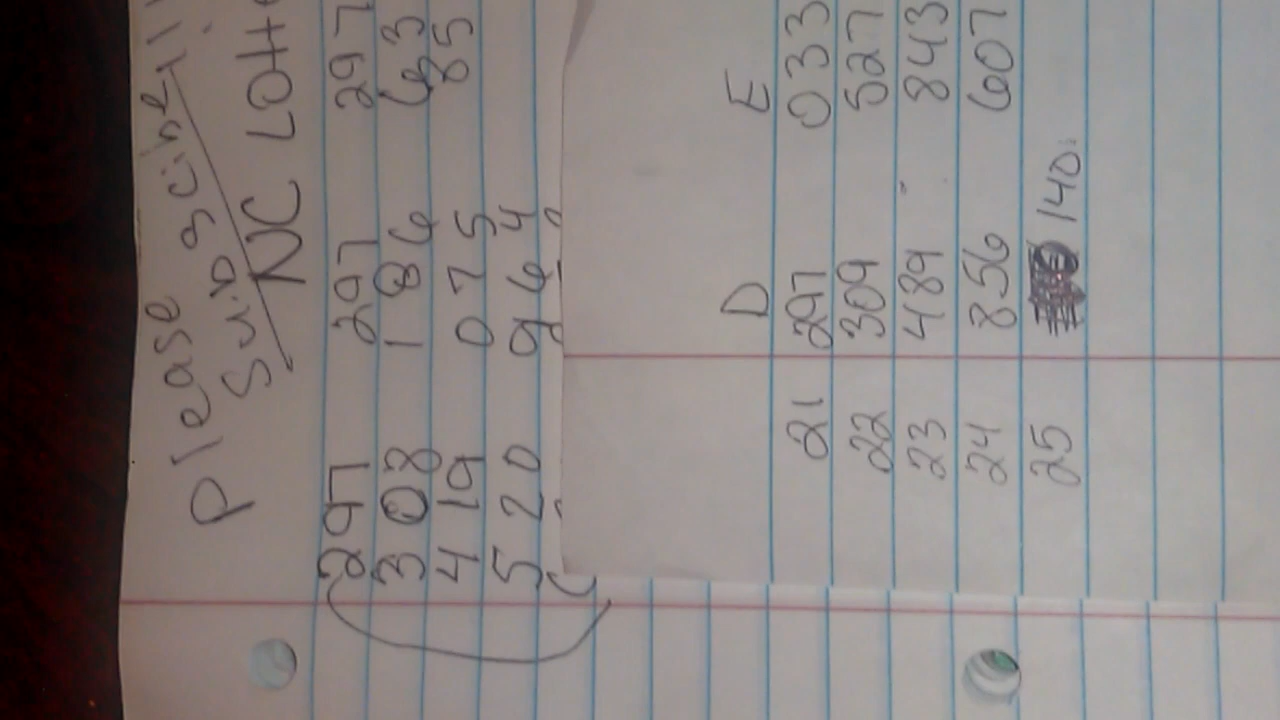 Please
Subscibe!!!
NC LOtt
297 297 297
308 186 63
419 075 85
520 964
D E
21 297 033
22 309 527
23 489 843
24 856 607
25 140